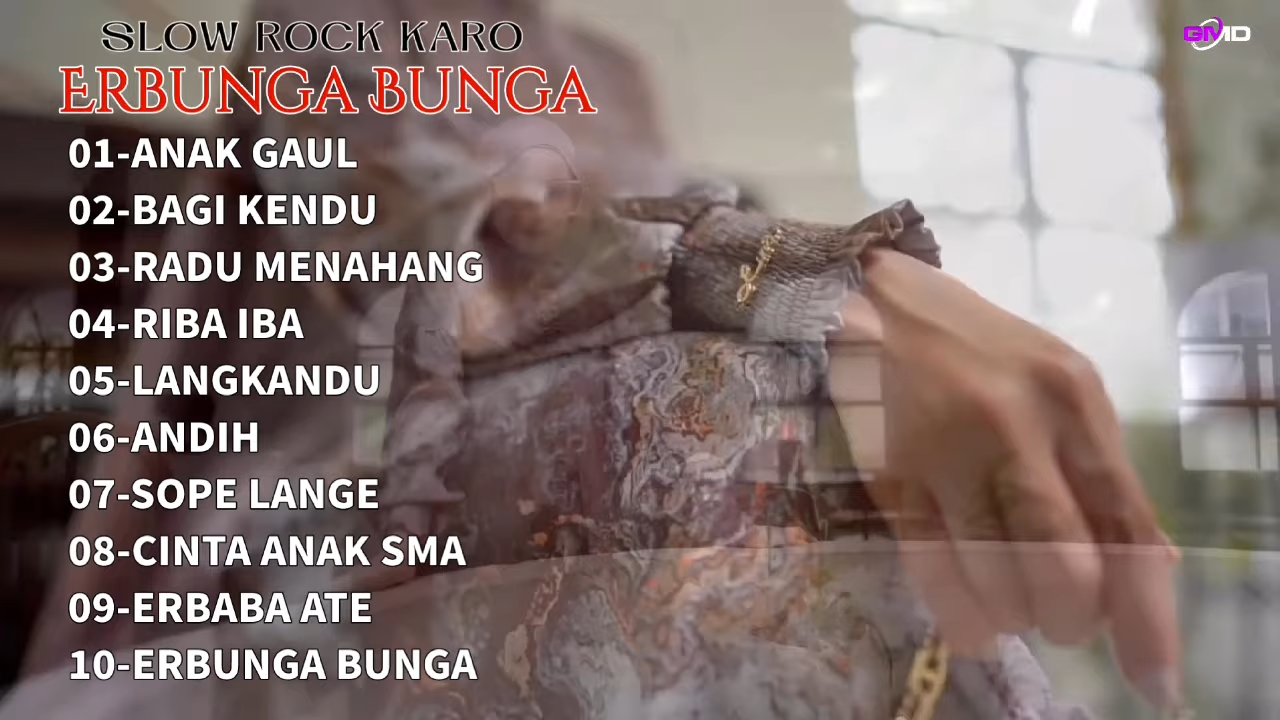 SLOW ROCK KARO
ERBUNGA BUNGA
GMD
01-ANAK GAUL
02-BAGI KENDU
03-RADU MENAHANG
04-RIBA IBA
05-LANGKANDU
06-ANDIH
07-SOPE LANGE
08-CINTA ANAK SMA
09-ERBABA ATE
10-ERBUNGA BUNGA